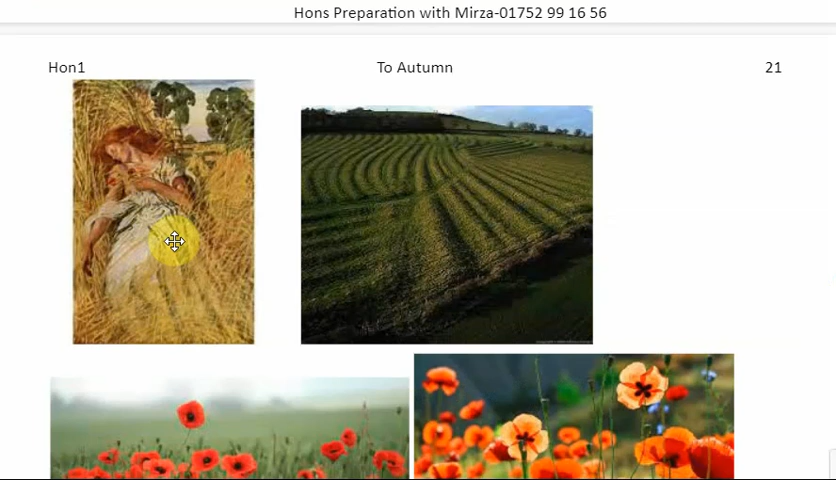 Hons Preparation with Mirza-01752 99 16 56
Hon1 To Autumn 21